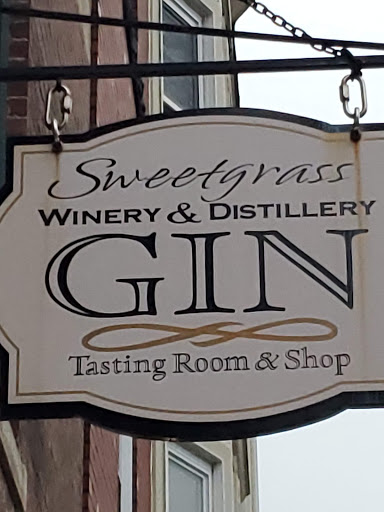 Sweetgrass
WINERY & DISTILLERY
GIN
Tasting Room & Shop